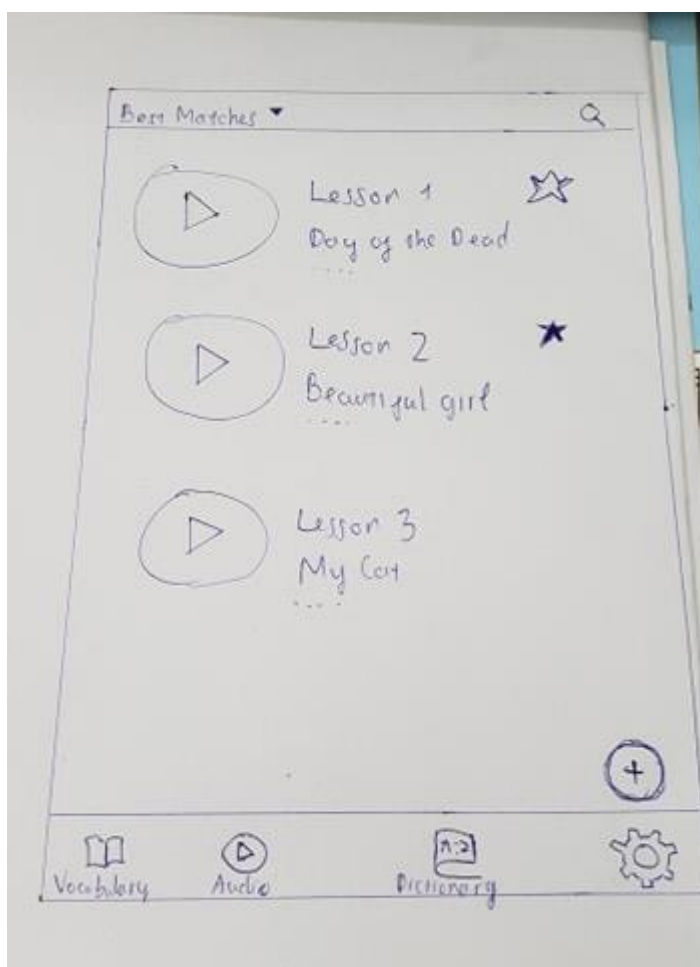 Best Matches
Lesson 1
Day of the Dead
Lesson 2
Beautiful girl
Lesson 3
My Cat
+
Vocabulary Audio Dictionary